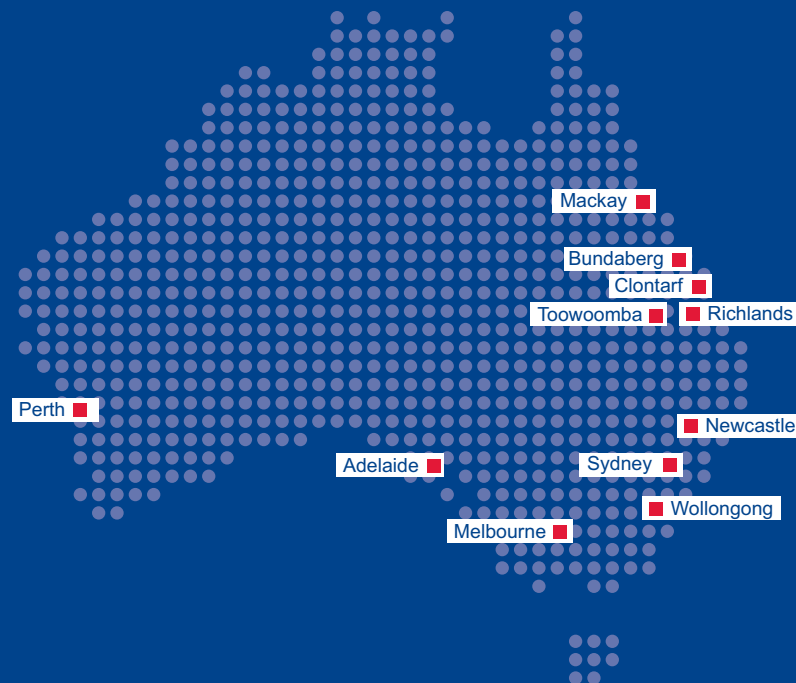 Mackay
Bundaberg
Clontarf
Toowoomba
Richlands
Perth
Newcastle
Adelaide
Sydney
Wollongong
Melbourne